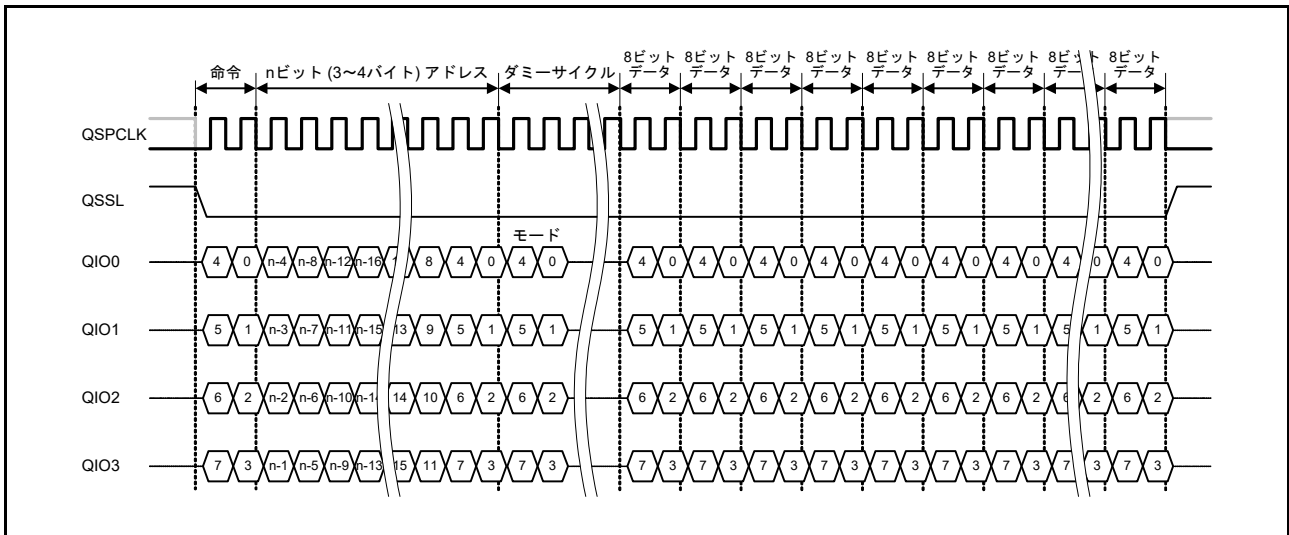 8ビット 8ビット 8ビット 8ビット 8ビット 8ビット 8ビット 8ビット 8ビット
命令 nビット (3～4バイト) アドレス ダミーサイクル データ データ データ データ データ データ データ データ データ
QSPCLK
QSSL
モード
QIO0 4 0 n-4 n-8 n-12 n-16 8 4 0 4 0 4 0 4 0 4 0 4 0 4 0 4 0 4 0 4 0 4 0
QIO1 5 1 n-3 n-7 n-11 n-15 13 9 5 1 5 1 5 1 5 1 5 1 5 1 5 1 5 1 5 1 5 1 5 1
QIO2 6 2 n-2 n-6 n-10 n-14 14 10 6 2 6 2 6 2 6 2 6 2 6 2 6 2 6 2 6 2 6 2 6 2
QIO3 7 3 n-1 n-5 n-9 n-13 15 11 7 3 7 3 7 3 7 3 7 3 7 3 7 3 7 3 7 3 7 3 7 3